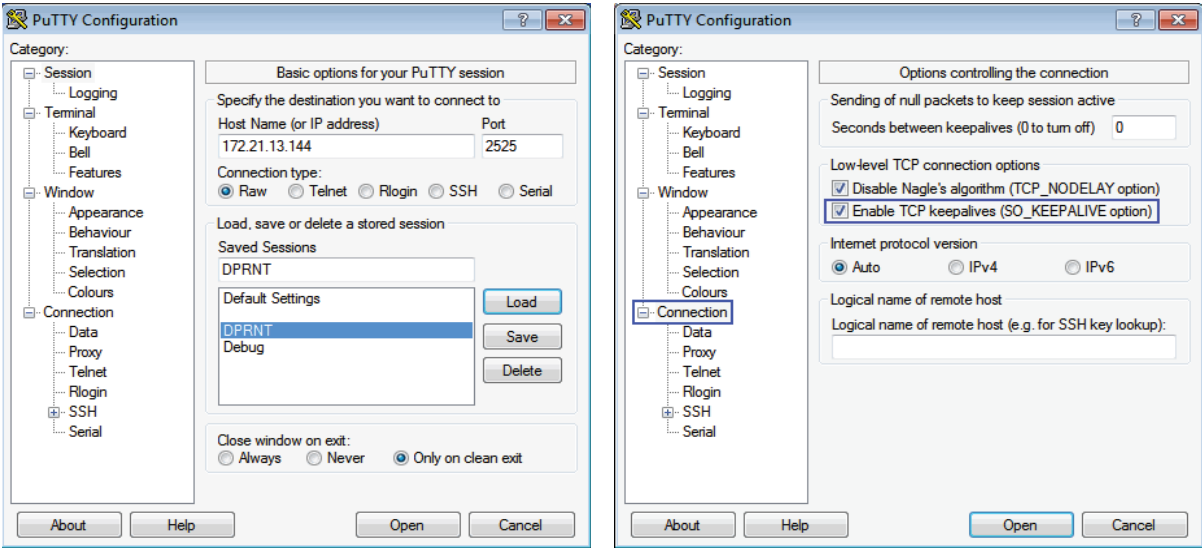 PuTTY Configuration
Category:
Session
Logging
Terminal
Keyboard
Bell
Features
Window
Appearance
Behaviour
Translation
Selection
Colours
Connection
Data
Proxy
Telnet
Rlogin
SSH
Serial
Basic options for your PuTTY session
Specify the destination you want to connect to
Host Name (or IP address) Port
172.21.13.144 2525
Connection type:
Raw Telnet Rlogin SSH Serial
Load, save or delete a stored session
Saved Sessions
DPRNT
Default Settings
DPRNT
Debug
Load
Save
Delete
Close window on exit:
Always Never Only on clean exit
About Help Open Cancel
PuTTY Configuration
Category:
Session
Logging
Terminal
Keyboard
Bell
Features
Window
Appearance
Behaviour
Translation
Selection
Colours
Connection
Data
Proxy
Telnet
Rlogin
SSH
Serial
Options controlling the connection
Sending of null packets to keep session active
Seconds between keepalives (0 to turn off) 0
Low-level TCP connection options
Disable Nagle's algorithm (TCP_NODELAY option)
Enable TCP keepalives (SO_KEEPALIVE option)
Internet protocol version
Auto IPv4 IPv6
Logical name of remote host
Logical name of remote host (e.g. for SSH key lookup):
About Help Open Cancel